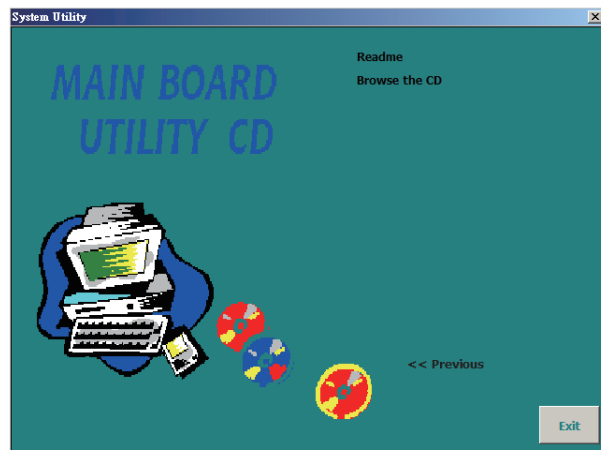 System Utility
MAIN BOARD
UTILITY CD
Readme
Browse the CD
<< Previous
Exit